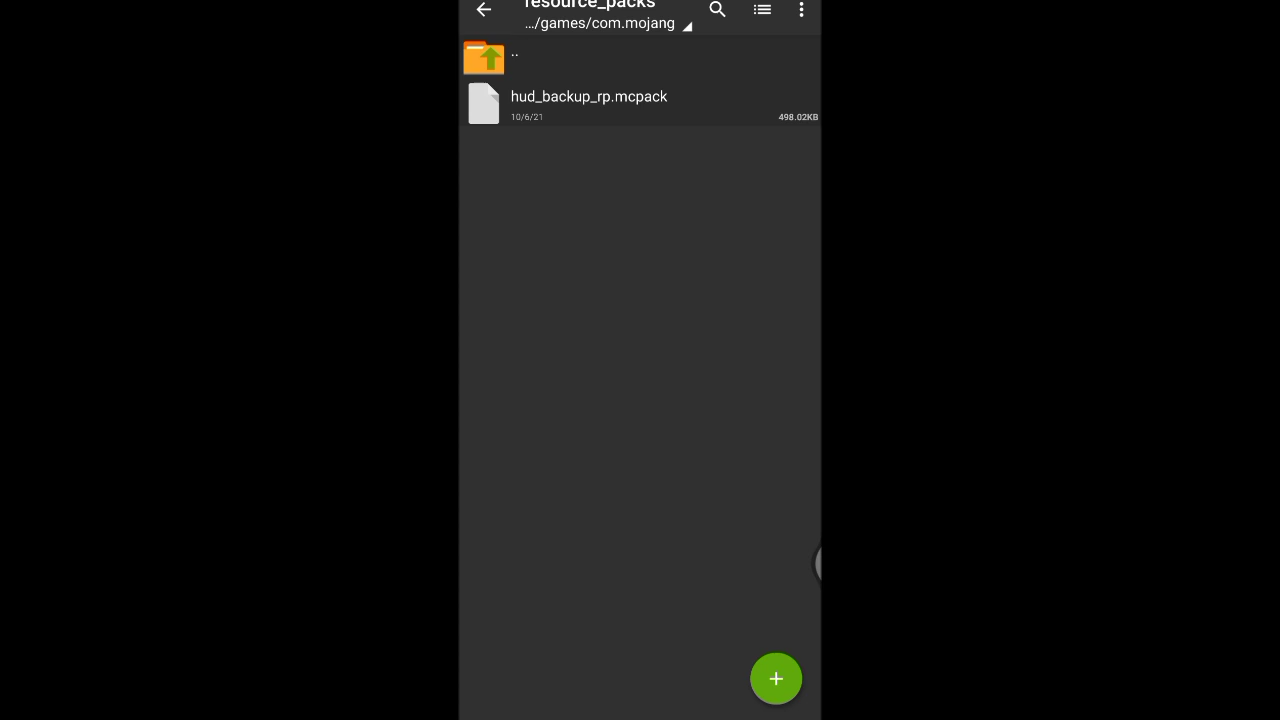 resource_packs
.../games/com.mojang
..
hud_backup_rp.mcpack
10/6/21
498.02KB